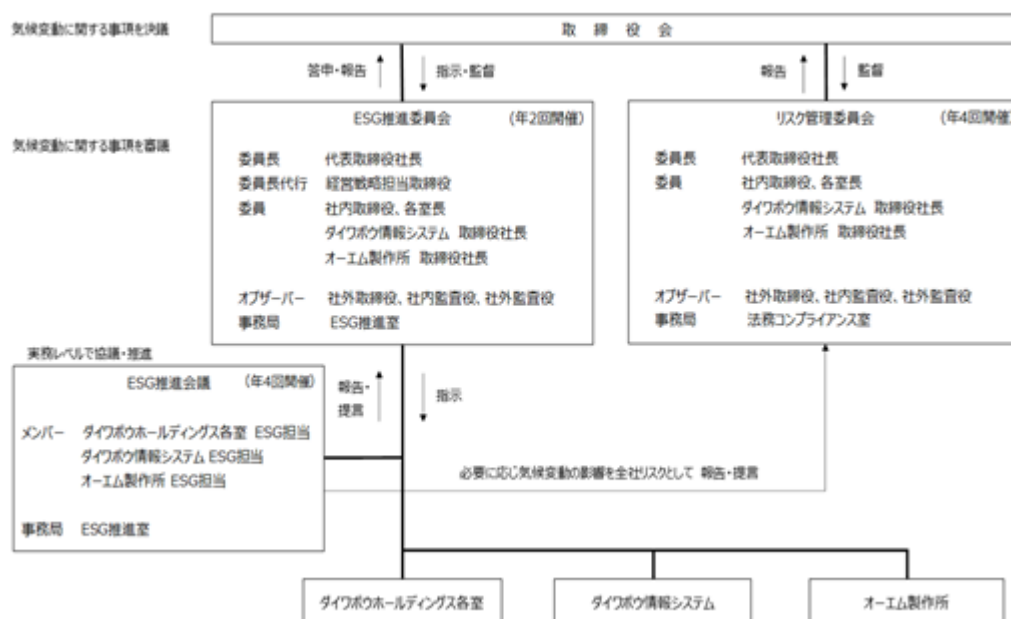 気候変動に関する事項を決議
取締役会
答申・報告
指示・監督
報告
監督
気候変動に関する事項を審議
ESG推進委員会 (年2回開催)
委員長 代表取締役社長
委員長代行 経営戦略担当取締役
委員 社内取締役、各室長
ダイワボウ情報システム 取締役社長
オーエム製作所 取締役社長
オブザーバー 社外取締役、社内監査役、社外監査役
事務局 ESG推進室
リスク管理委員会 (年4回開催)
委員長 代表取締役社長
委員 社内取締役、各室長
ダイワボウ情報システム 取締役社長
オーエム製作所 取締役社長
オブザーバー 社外取締役、社内監査役、社外監査役
事務局 法務コンプライアンス室
実務レベルで協議・推進
ESG推進会議 (年4回開催)
メンバー ダイワボウホールディングス各室 ESG担当
ダイワボウ情報システム ESG担当
オーエム製作所 ESG担当
事務局 ESG推進室
報告・
提言
指示
必要に応じ気候変動の影響を全社リスクとして 報告・提言
ダイワボウホールディングス各室
ダイワボウ情報システム
オーエム製作所